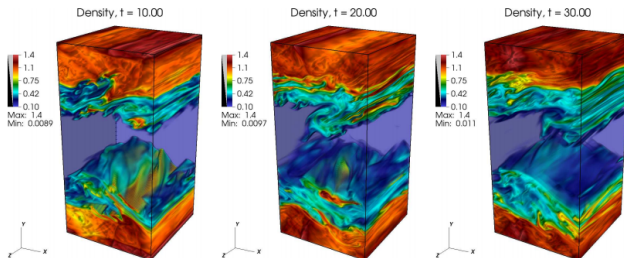 Density, t = 10.00
1.4
1.1
0.75
0.42
0.10
Max: 1.4
Min: 0.0089
Y
Z
X
Density, t = 20.00
1.4
1.1
0.75
0.42
0.10
Max: 1.4
Min: 0.0097
Y
Z
X
Density, t = 30.00
1.4
1.1
0.75
0.42
0.10
Max: 1.4
Min: 0.011
Y
Z
X